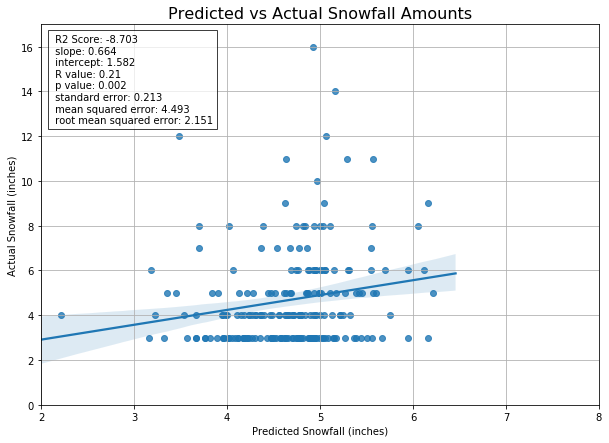 Predicted vs Actual Snowfall Amounts
R2 Score: -8.703
slope: 0.664
intercept: 1.582
R value: 0.21
p value: 0.002
standard error: 0.213
mean squared error: 4.493
root mean squared error: 2.151
Actual Snowfall (inches)
16
14
12
10
8
6
4
2
0
2 3 4 5 6 7 8
Predicted Snowfall (inches)